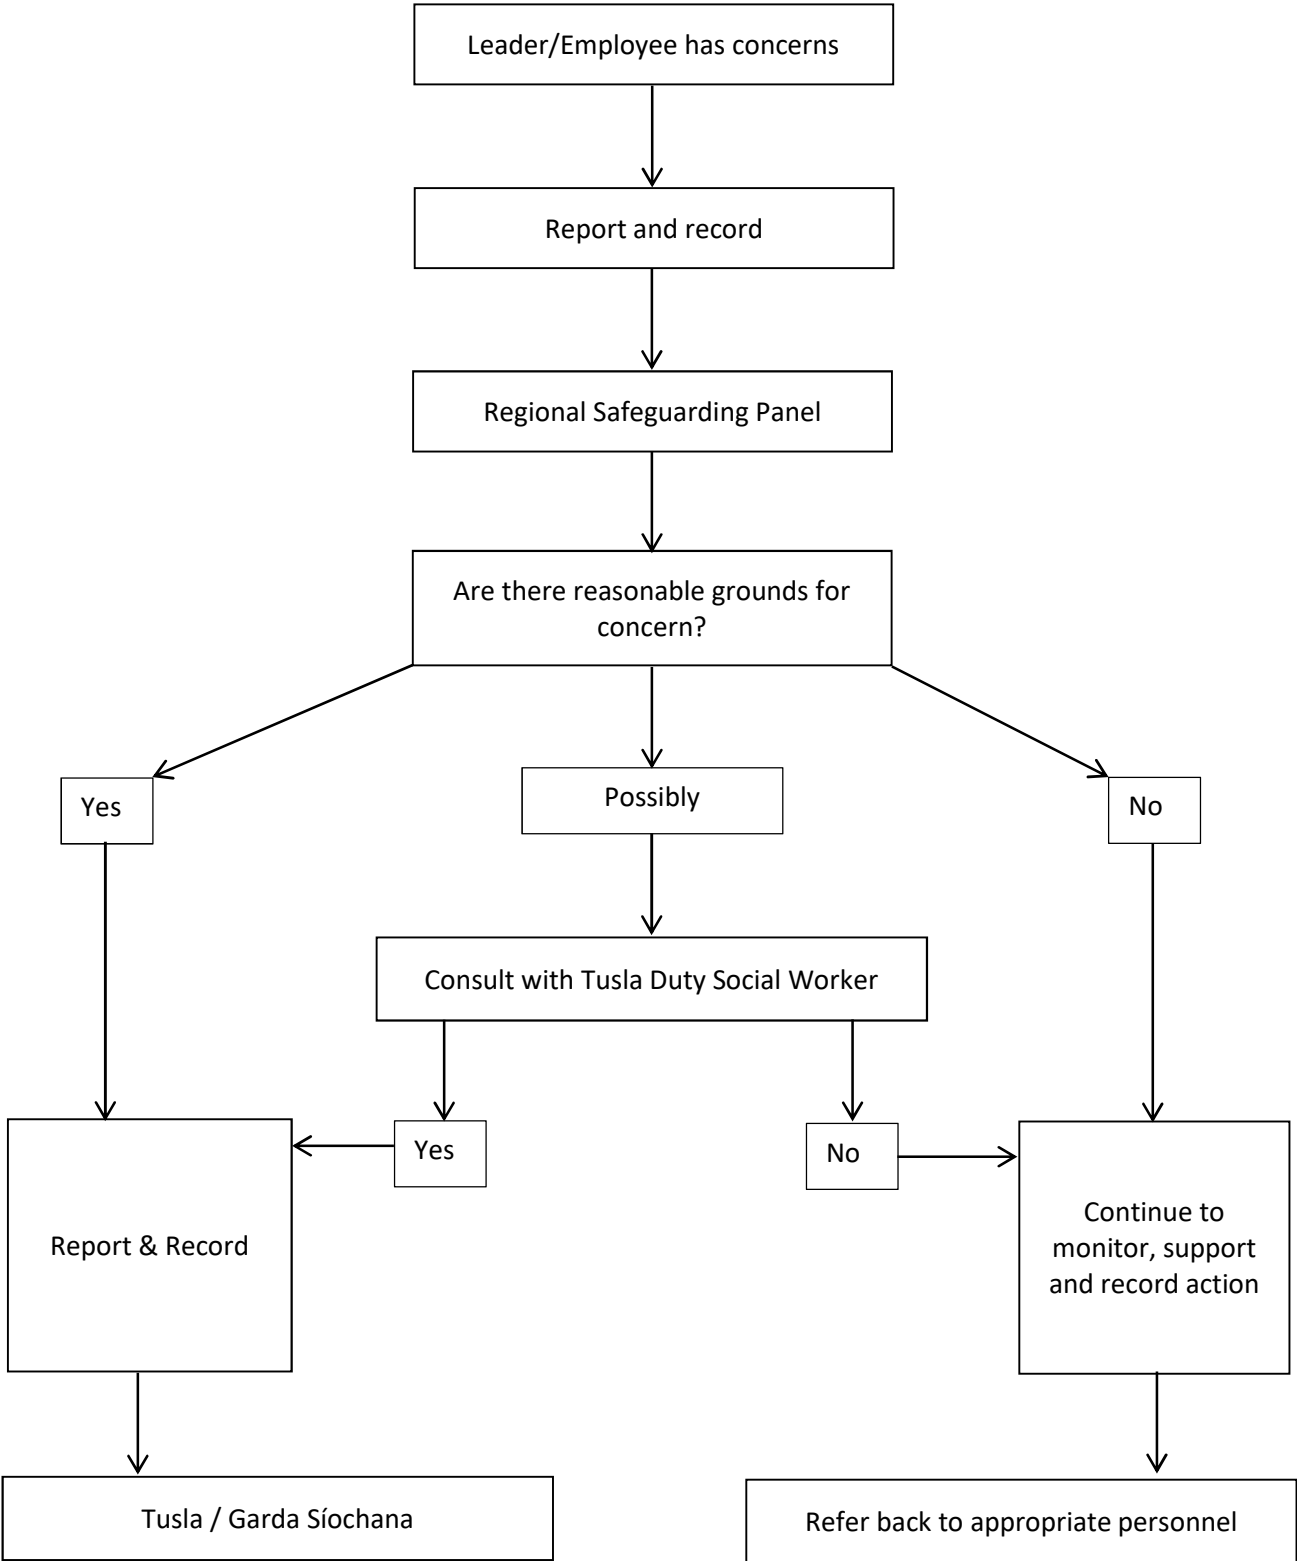 Leader/Employee has concerns
Report and record
Regional Safeguarding Panel
Are there reasonable grounds for
concern?
Yes
Possibly
No
Consult with Tusla Duty Social Worker
Yes
No
Report & Record
Continue to
monitor, support
and record action
Tusla / Garda Síochana
Refer back to appropriate personnel